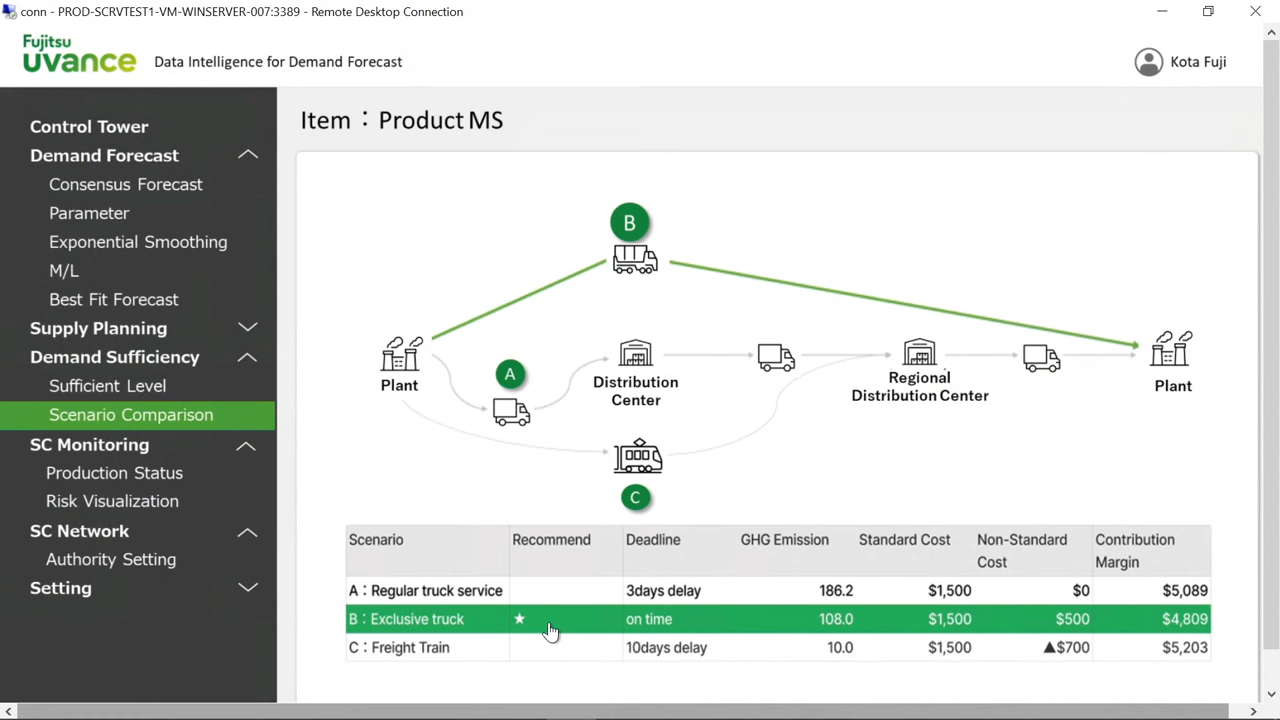 conn - PROD-SCRVTEST1-VM-WINSERVER-007:3389 - Remote Desktop Connection
Fujitsu
uvance
Data Intelligence for Demand Forecast
Kota Fuji
Control Tower
Demand Forecast
Consensus Forecast
Parameter
Exponential Smoothing
M/L
Best Fit Forecast
Supply Planning
Demand Sufficiency
Sufficient Level
Scenario Comparison
SC Monitoring
Production Status
Risk Visualization
SC Network
Authority Setting
Setting
Item：Product MS
B
A
Plant
Distribution
Center
Regional
Distribution Center
Plant
C
Scenario Recommend Deadline GHG Emission Standard Cost Non-Standard Cost Contribution Margin
A：Regular truck service 3days delay 186.2 $1,500 $0 $5,089
B：Exclusive truck ★ on time 108.0 $1,500 $500 $4,809
C：Freight Train 10days delay 10.0 $1,500 ▲$700 $5,203